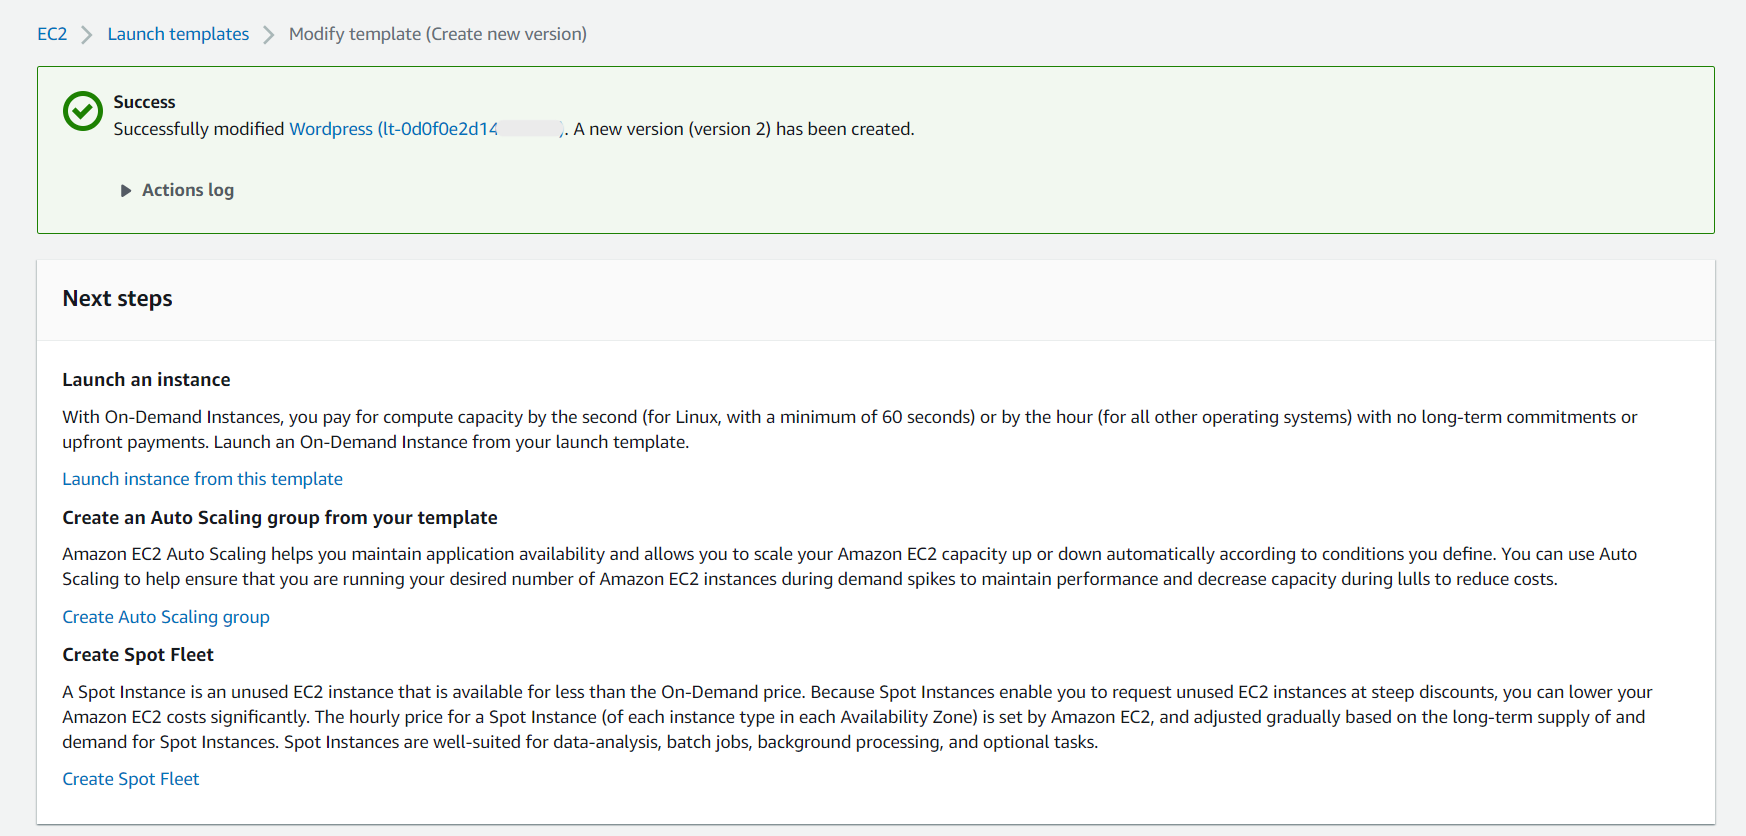 EC2 Launch templates Modify template (Create new version)
Success
Successfully modified Wordpress (lt-0d0f0e2d14 ). A new version (version 2) has been created.
Actions log
Next steps
Launch an instance
With On-Demand Instances, you pay for compute capacity by the second (for Linux, with a minimum of 60 seconds) or by the hour (for all other operating systems) with no long-term commitments or
upfront payments. Launch an On-Demand Instance from your launch template.
Launch instance from this template
Create an Auto Scaling group from your template
Amazon EC2 Auto Scaling helps you maintain application availability and allows you to scale your Amazon EC2 capacity up or down automatically according to conditions you define. You can use Auto
Scaling to help ensure that you are running your desired number of Amazon EC2 instances during demand spikes to maintain performance and decrease capacity during lulls to reduce costs.
Create Auto Scaling group
Create Spot Fleet
A Spot Instance is an unused EC2 instance that is available for less than the On-Demand price. Because Spot Instances enable you to request unused EC2 instances at steep discounts, you can lower your
Amazon EC2 costs significantly. The hourly price for a Spot Instance (of each instance type in each Availability Zone) is set by Amazon EC2, and adjusted gradually based on the long-term supply of and
demand for Spot Instances. Spot Instances are well-suited for data-analysis, batch jobs, background processing, and optional tasks.
Create Spot Fleet